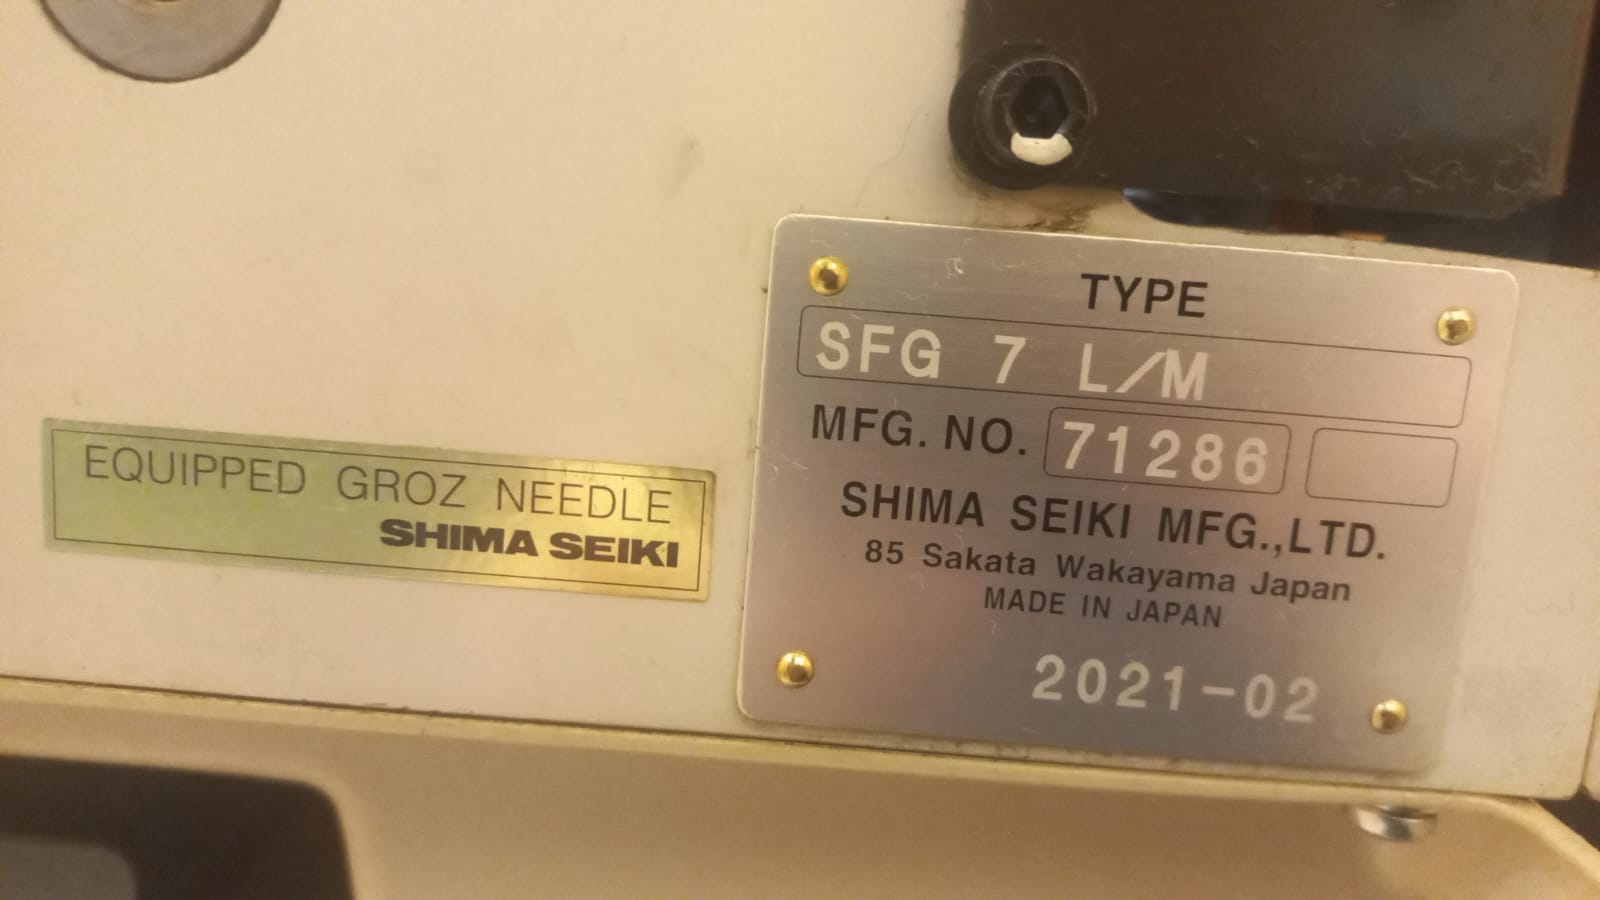 EQUIPPED GROZ NEEDLE
SHIMA SEIKI
TYPE
SFG 7 L/M
MFG. NO. 71286
SHIMA SEIKI MFG.,LTD.
85 Sakata Wakayama Japan
MADE IN JAPAN
2021-02